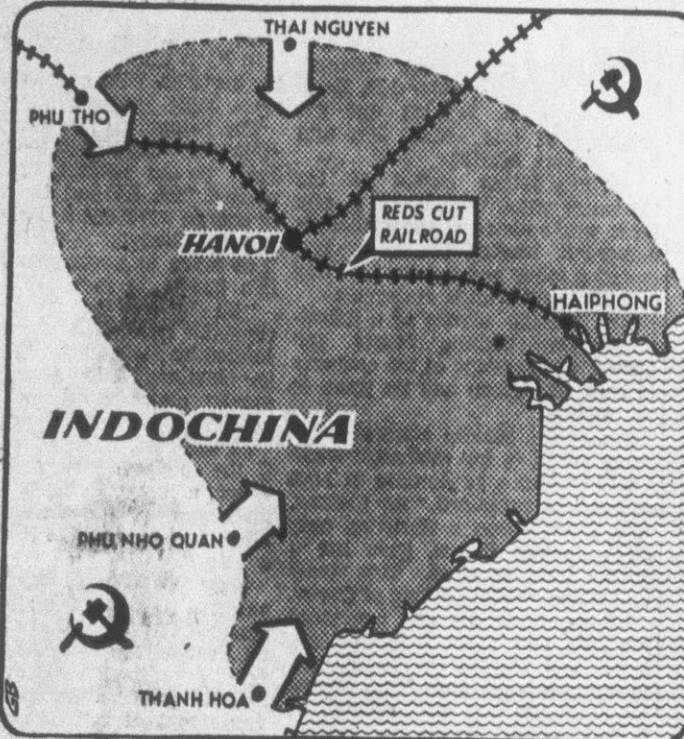 THAI NGUYEN
PHU THO
REDS CUT
RAILROAD
HANOI
HAIPHONG
INDOCHINA
PHU NHO QUAN
THANH HOA